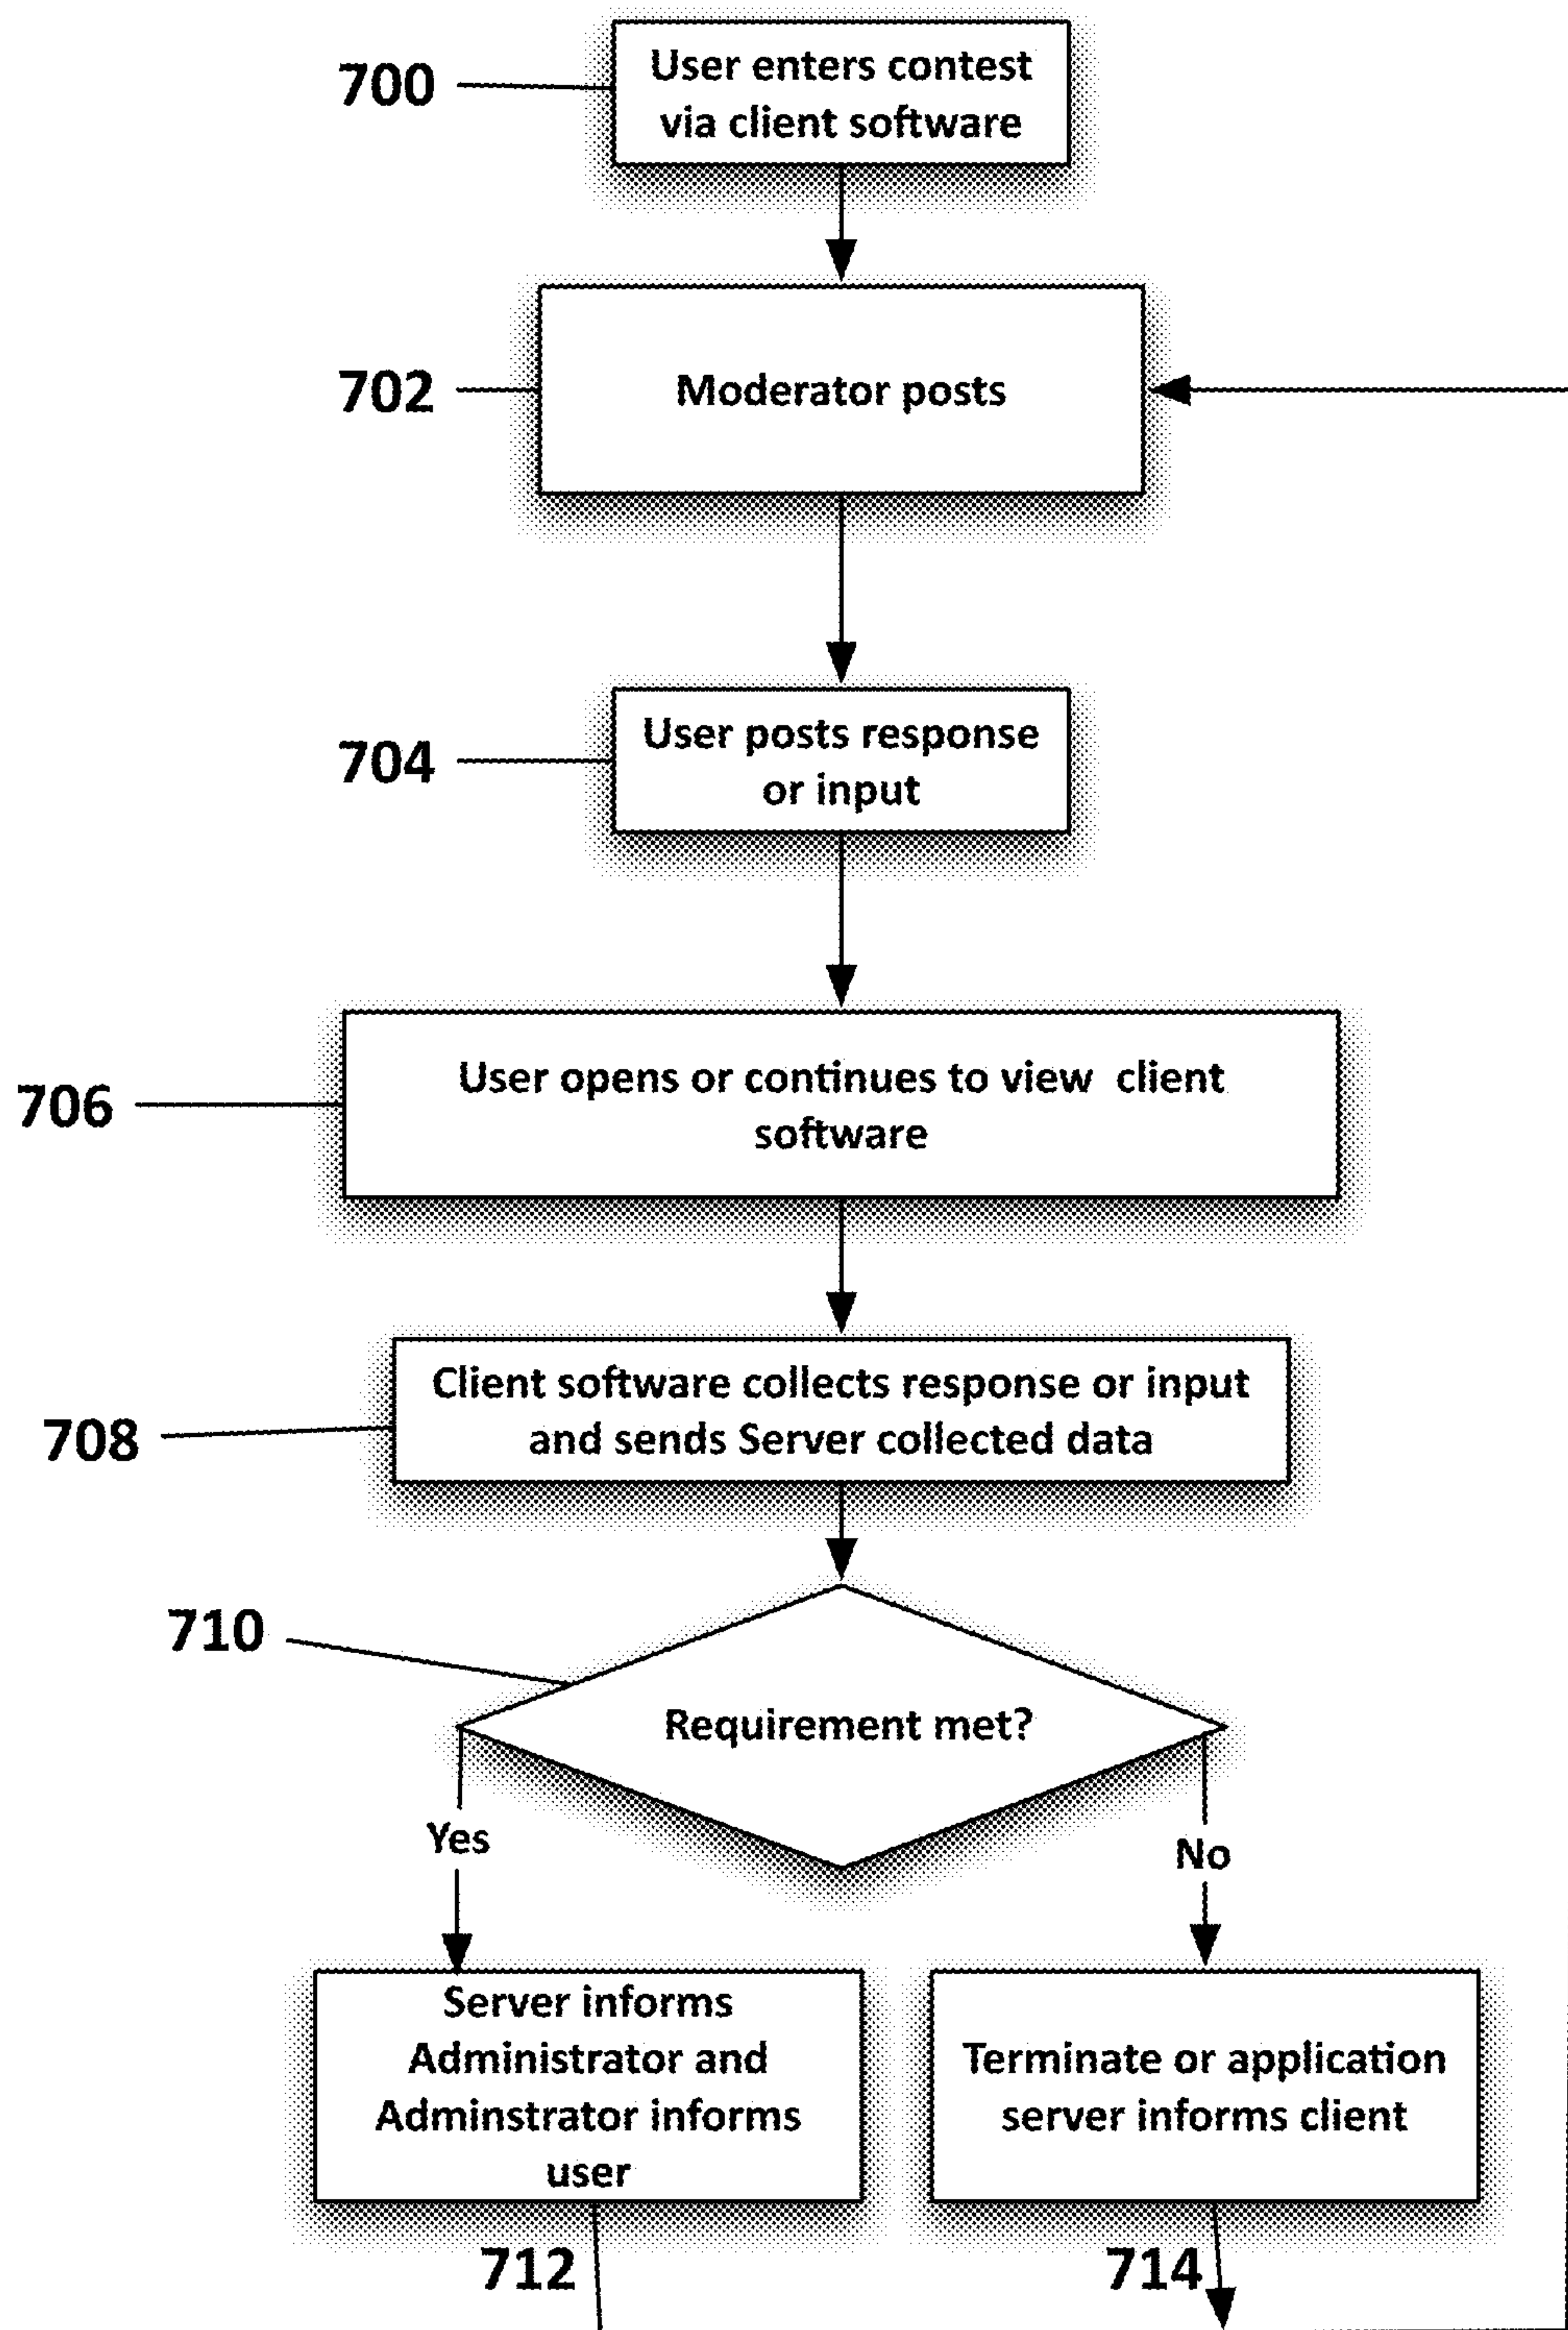 700
User enters contest
via client software
702
Moderator posts
704
User posts response
or input
706
User opens or continues to view client
software
708
Client software collects response or input
and sends Server collected data
710
Requirement met?
Yes
No
Server informs
Administrator and
Adminstrator informs
user
Terminate or application
server informs client
712
714